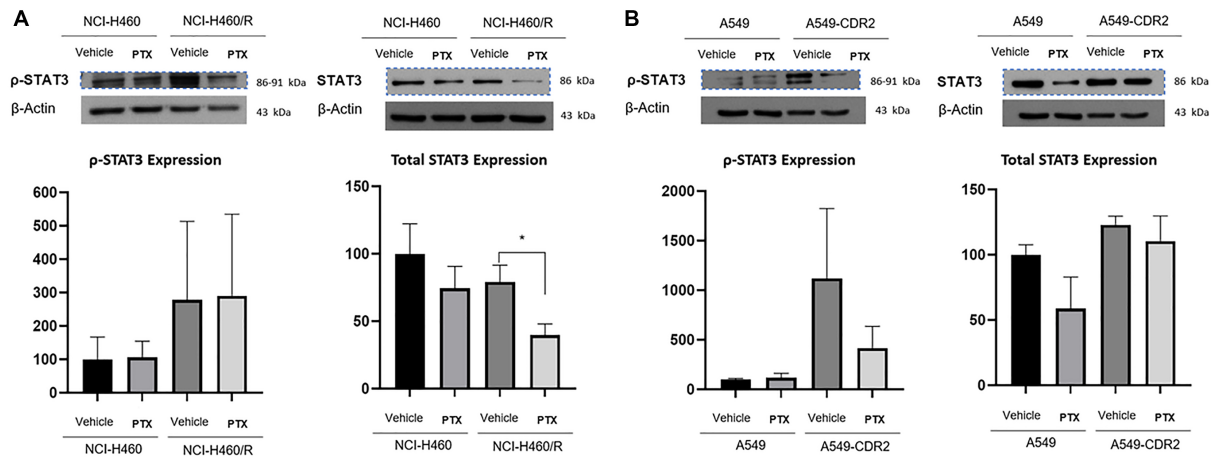 A
NCI-H460 NCI-H460/R
Vehicle PTX Vehicle PTX
ρ-STAT3 86-91 kDa
β-Actin 43 kDa
NCI-H460 NCI-H460/R
Vehicle PTX Vehicle PTX
STAT3 86 kDa
β-Actin 43 kDa
ρ-STAT3 Expression
600
500
400
300
200
100
0
Vehicle PTX Vehicle PTX
NCI-H460 NCI-H460/R
Total STAT3 Expression
150
100
50
0
*
Vehicle PTX Vehicle PTX
NCI-H460 NCI-H460/R
B
A549 A549-CDR2
Vehicle PTX Vehicle PTX
ρ-STAT3 86-91 kDa
β-Actin 43 kDa
A549 A549-CDR2
Vehicle PTX Vehicle PTX
STAT3 86 kDa
β-Actin 43 kDa
ρ-STAT3 Expression
2000
1500
1000
500
0
Vehicle PTX Vehicle PTX
A549 A549-CDR2
Total STAT3 Expression
150
100
50
0
Vehicle PTX Vehicle PTX
A549 A549-CDR2